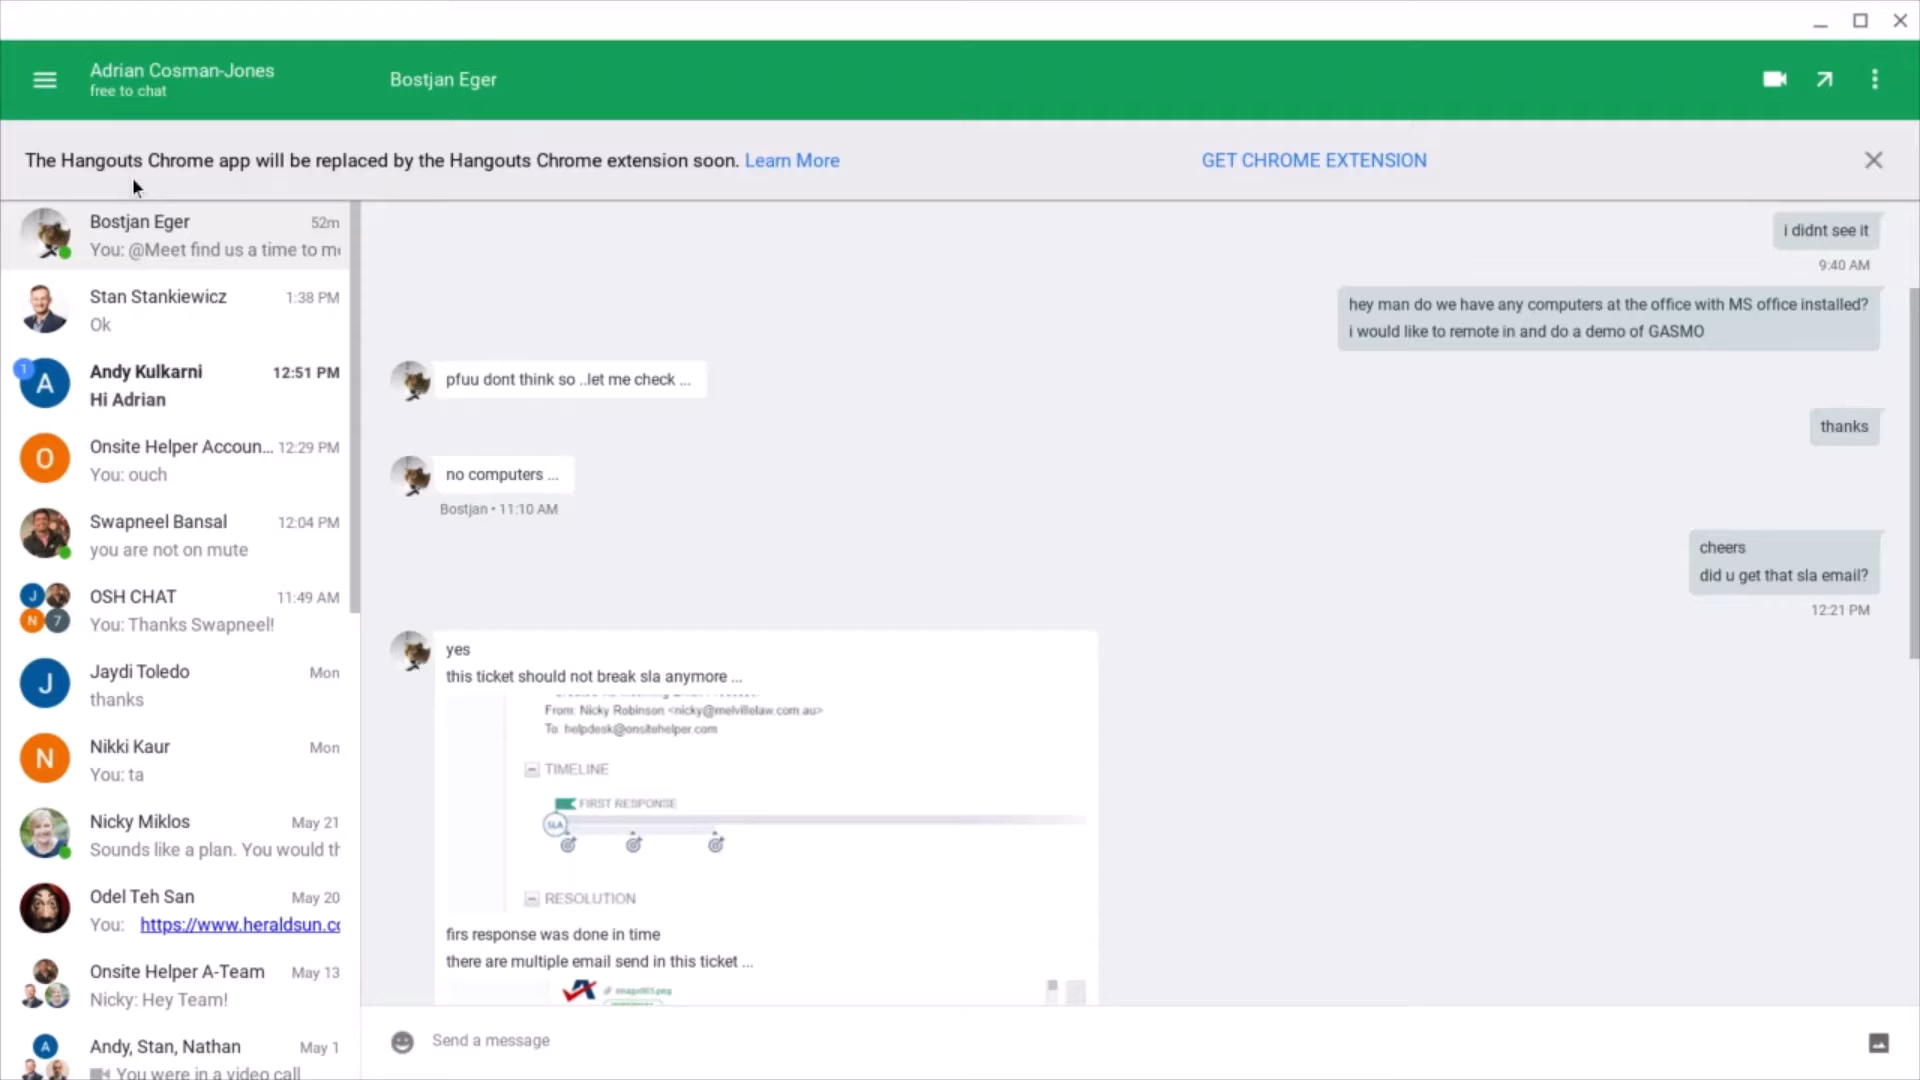 Adrian Cosman-Jones
free to chat
Bostjan Eger
The Hangouts Chrome app will be replaced by the Hangouts Chrome extension soon. Learn More
GET CHROME EXTENSION
Bostjan Eger 52m
You: @Meet find us a time to me
Stan Stankiewicz 1:38 PM
Ok
1
A
Andy Kulkarni 12:51 PM
Hi Adrian
O
Onsite Helper Accoun... 12:29 PM
You: ouch
Swapneel Bansal 12:04 PM
you are not on mute
J
N 7
OSH CHAT 11:49 AM
You: Thanks Swapneel!
J
Jaydi Toledo Mon
thanks
N
Nikki Kaur Mon
You: ta
Nicky Miklos May 21
Sounds like a plan. You would th
Odel Teh San May 20
You: https://www.heraldsun.co
Onsite Helper A-Team May 13
Nicky: Hey Team!
A
Andy, Stan, Nathan May 1
You were in a video call
i didnt see it
9:40 AM
hey man do we have any computers at the office with MS office installed?
i would like to remote in and do a demo of GASMO
pfuu dont think so ..let me check ...
thanks
no computers ...
Bostjan • 11:10 AM
cheers
did u get that sla email?
12:21 PM
yes
this ticket should not break sla anymore ...
From: Nicky Robinson <nicky@melvillelaw.com.au>
To: helpdesk@onsitehelper.com
TIMELINE
FIRST RESPONSE
SLA
RESOLUTION
firs response was done in time
there are multiple email send in this ticket ...
Send a message